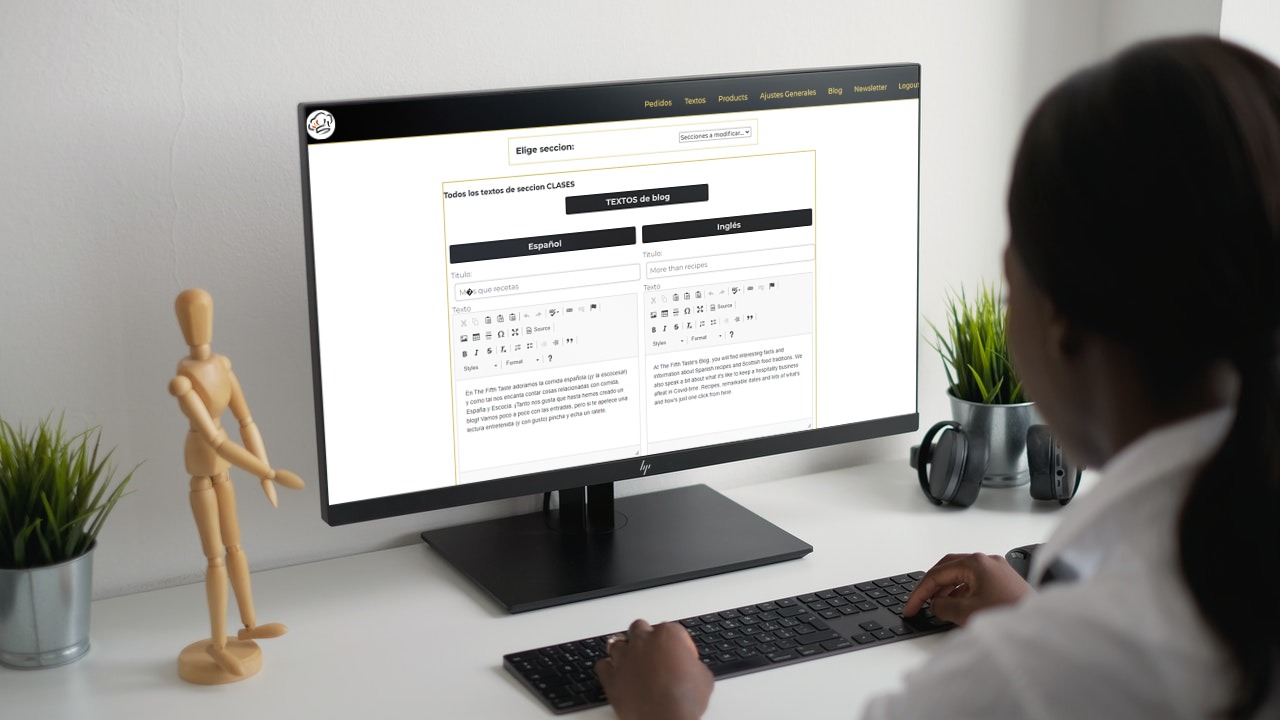 Pedidos Textos Products Ajustes Generales Blog Newsletter Logout
Elige seccion: Secciones a modificar...
Todos los textos de seccion CLASES
TEXTOS de blog
Español
Inglés
Titulo:
Titulo:
M�s que recetas
More than recipes
Texto
Texto
Source
Source
Styles Format
Styles Format
En The Fifth Taste adoramos la comida española (¡y la escocesa!)
y como tal nos encanta contar cosas relacionadas con comida,
España y Escocia. ¡Tanto nos gusta que hasta hemos creado un
blog! Vamos poco a poco con las entradas, pero si te apetece una
lectura entretenida (y con gusto) pincha y echa un ratete.
At The Fifth Taste's Blog, you will find interesting facts and
information about Spanish recipes and Scottish food traditions. We
also speak a bit about what it's like to keep a hospitality business
afloat in Covid-time. Recipes, remarkable dates and lots of what's
and how's just one click from here.
hp